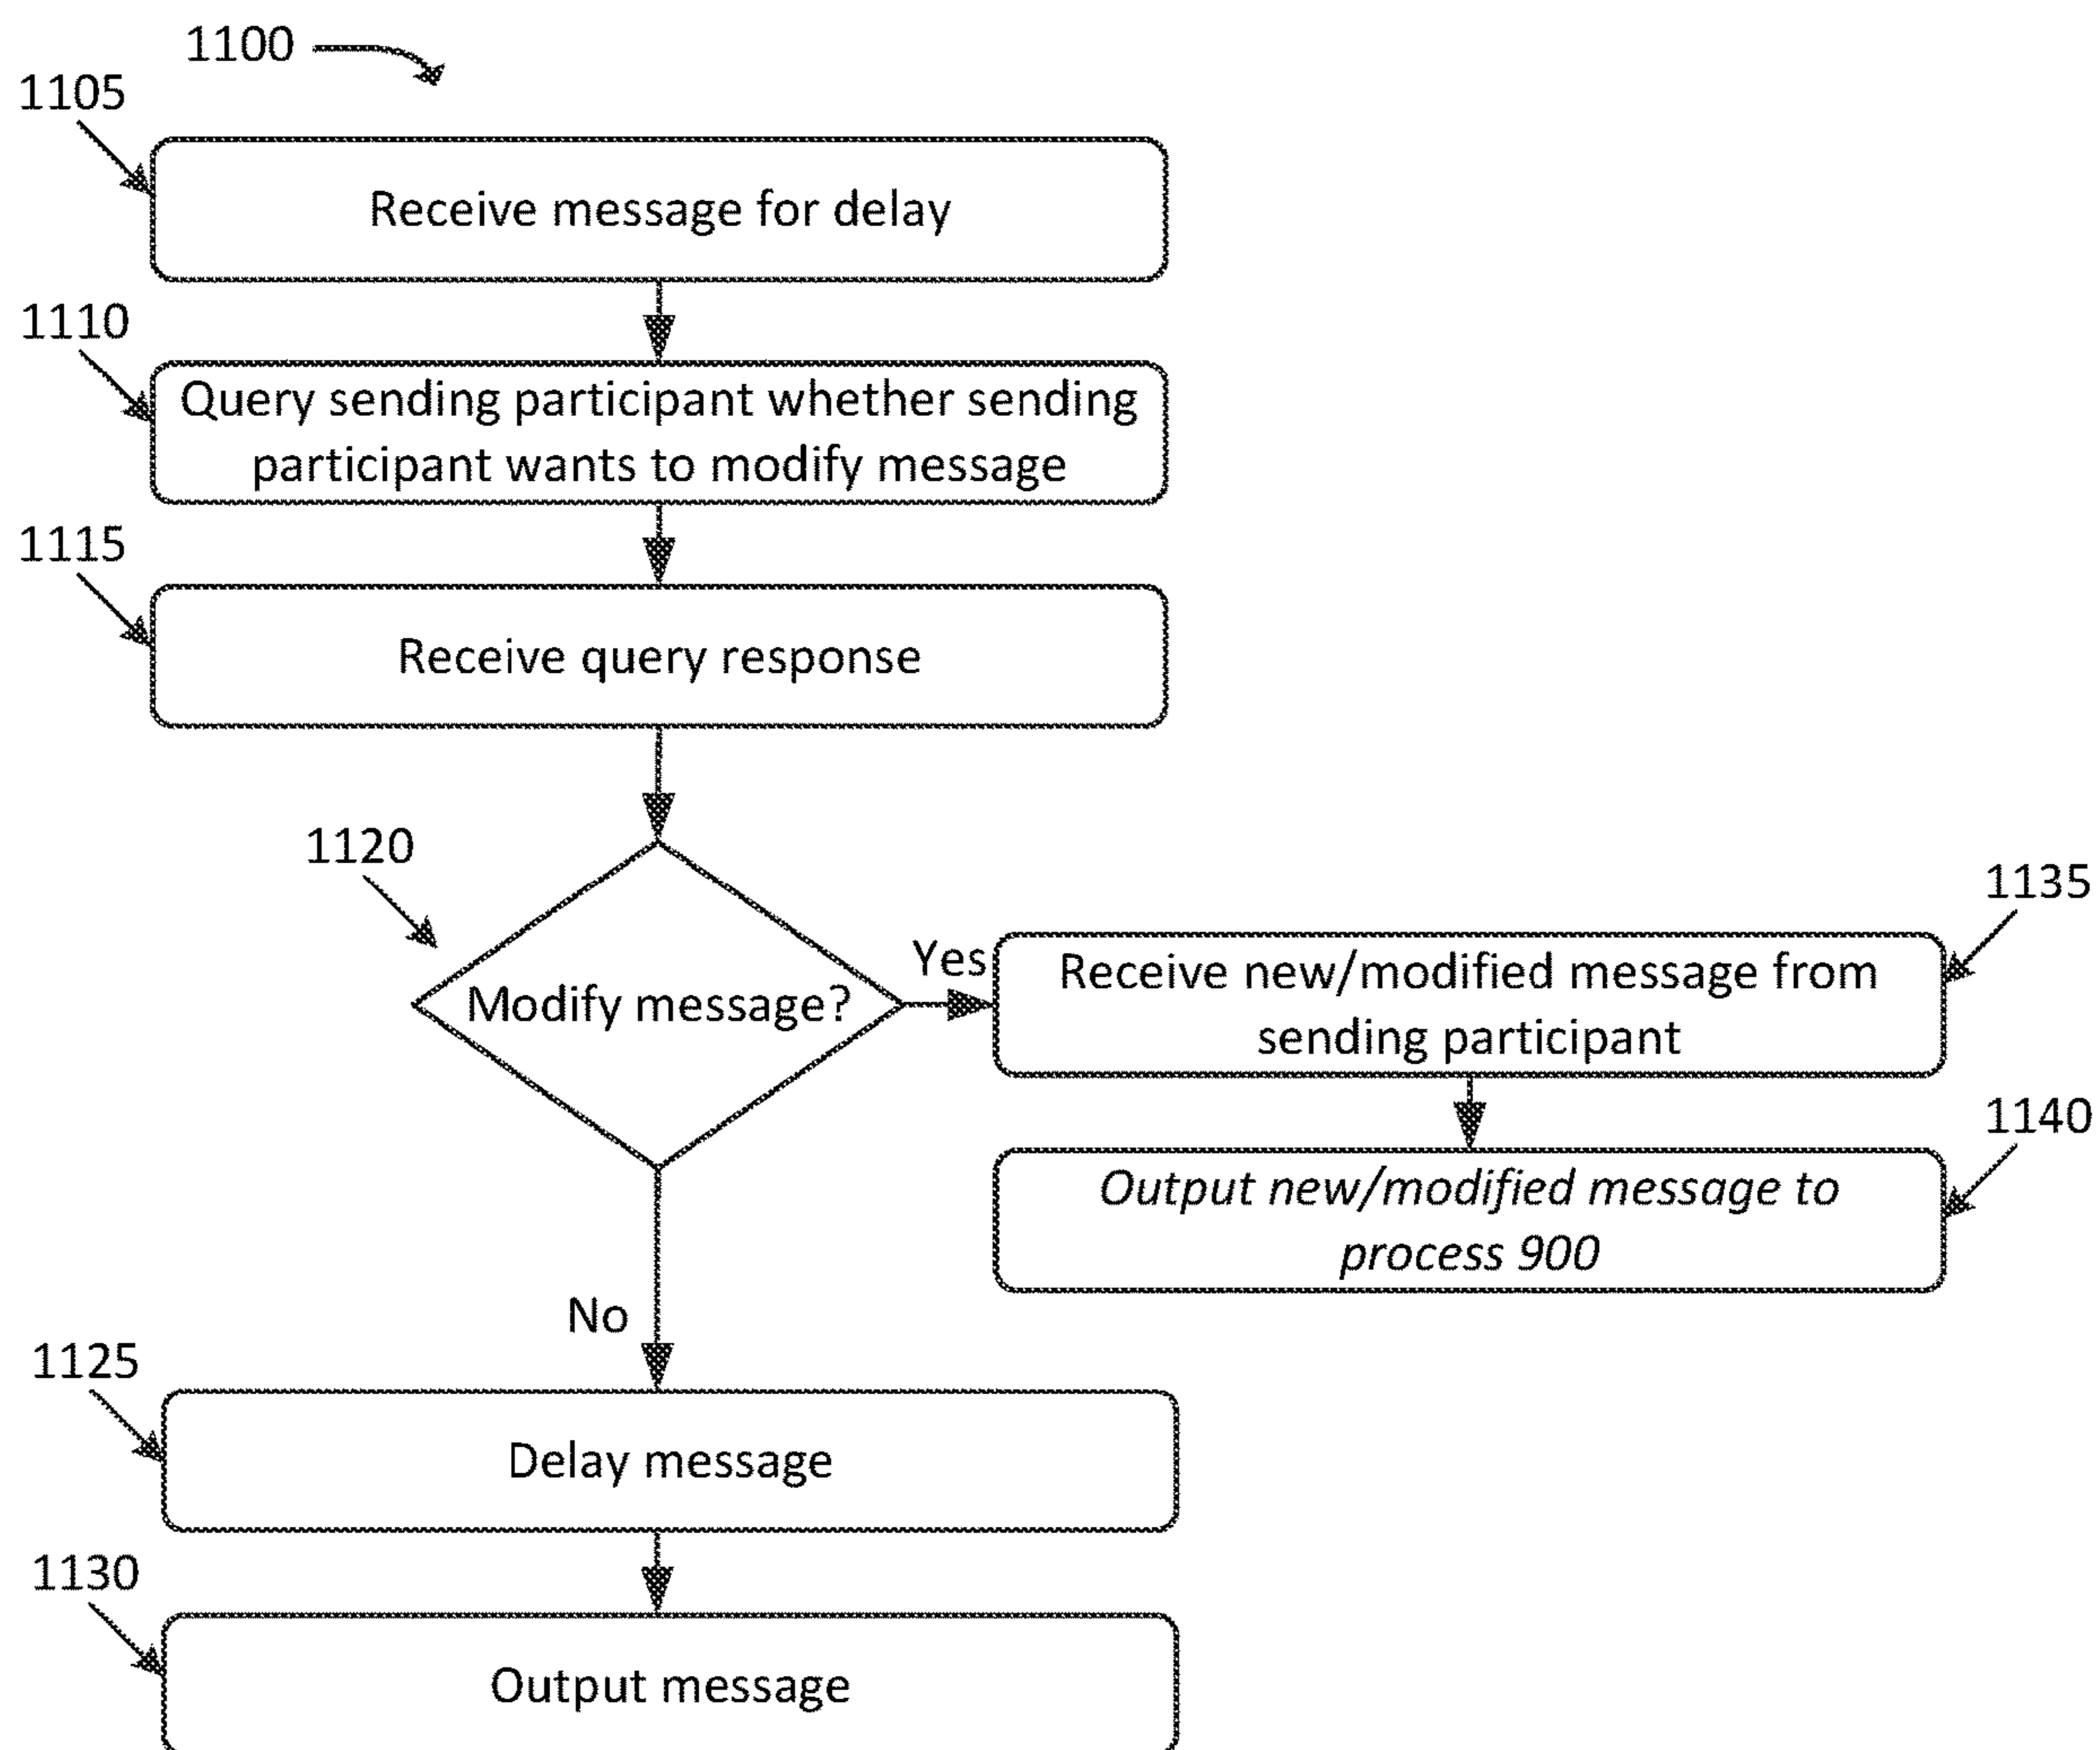 1100
1105
Receive message for delay
1110
Query sending participant whether sending
participant wants to modify message
1115
Receive query response
1120
Modify message?
Yes
1135
Receive new/modified message from
sending participant
1140
Output new/modified message to
process 900
No
1125
Delay message
1130
Output message